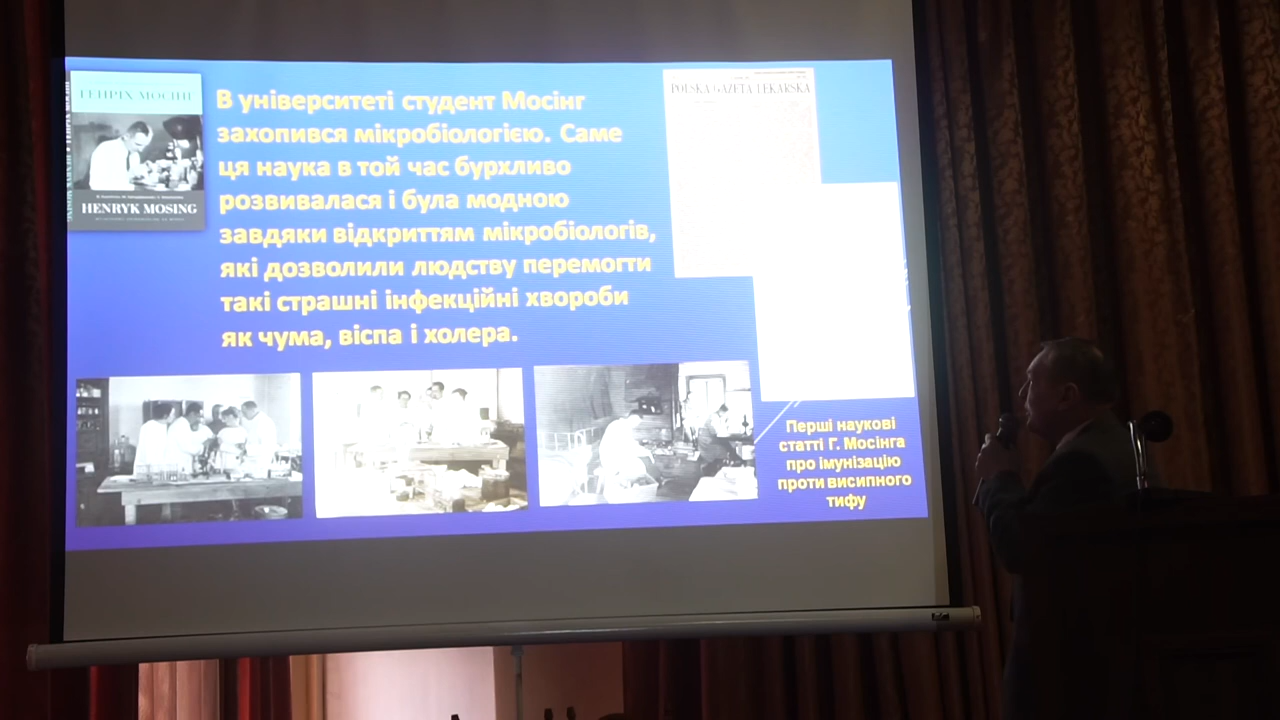 ГЕНРІХ МОСІНГ
HENRYK MOSING
В університеті студент Мосінг
захопився мікробіологією. Саме
ця наука в той час бурхливо
розвивалася і була модною
завдяки відкриттям мікробіологів,
які дозволили людству перемогти
такі страшні інфекційні хвороби
як чума, віспа і холера.
POLSKA GAZETA LEKARSKA
Перші наукові
статті Г. Мосінга
про імунізацію
проти висипного
тифу